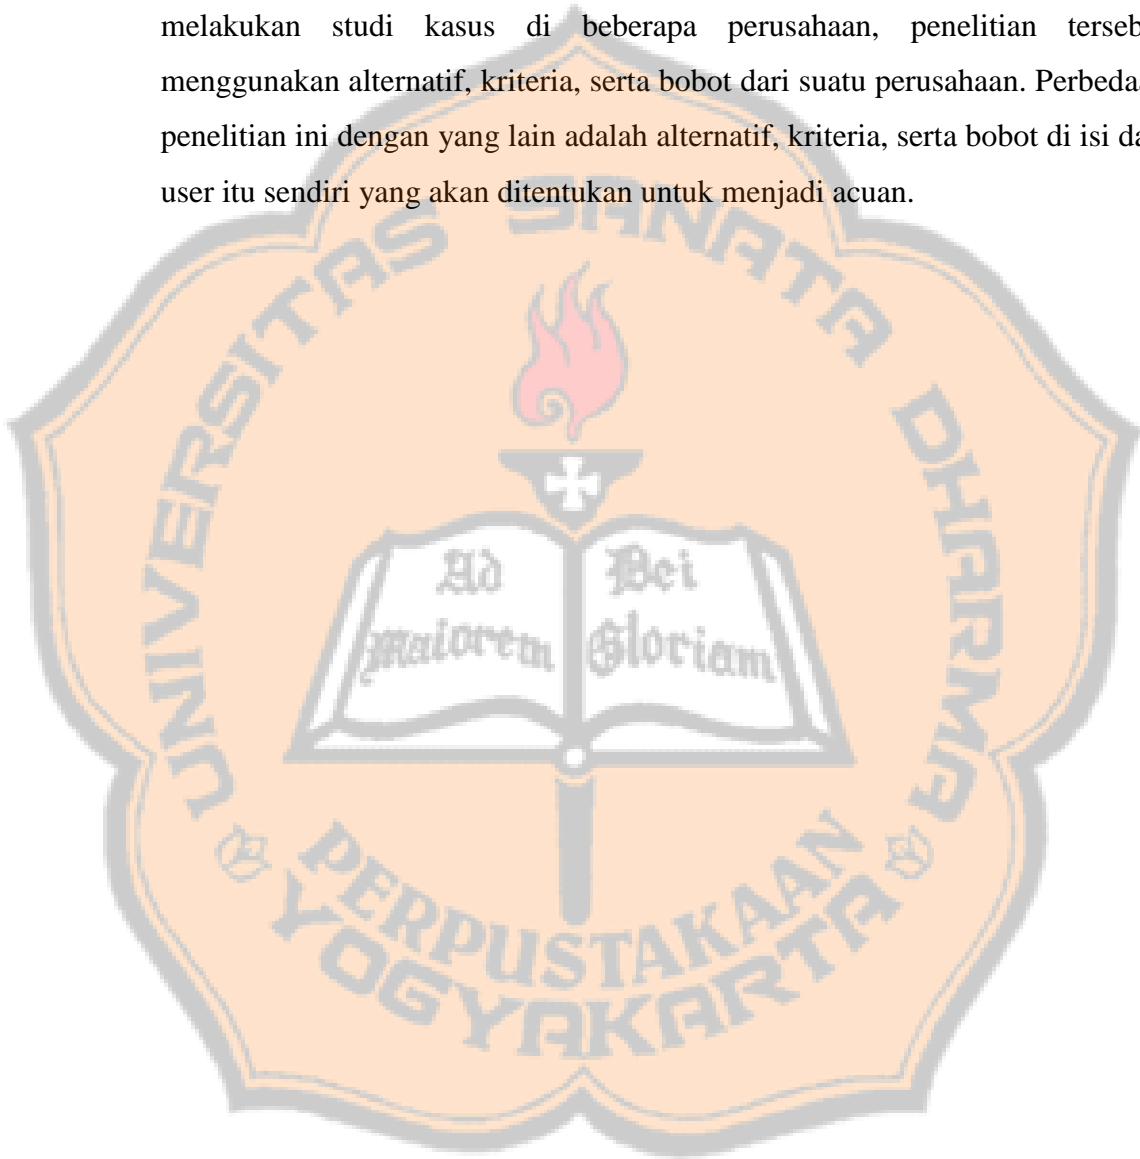 melakukan studi kasus di beberapa perusahaan, penelitian terseb
menggunakan alternatif, kriteria, serta bobot dari suatu perusahaan. Perbeda
penelitian ini dengan yang lain adalah alternatif, kriteria, serta bobot di isi da
user itu sendiri yang akan ditentukan untuk menjadi acuan.
UNIVERSITAS SANATA DHARMA
Ad Dei
maiorem Gloriam
PERPUSTAKAAN
YOGYAKARTA